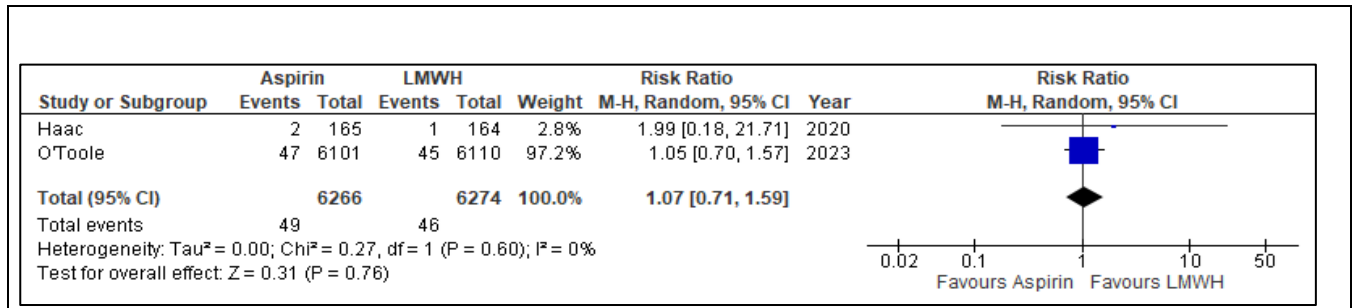 Aspirin LMWH Risk Ratio Risk Ratio
Study or Subgroup Events Total Events Total Weight M-H, Random, 95% CI Year M-H, Random, 95% CI
Haac 2 165 1 164 2.8% 1.99 [0.18, 21.71] 2020
O'Toole 47 6101 45 6110 97.2% 1.05 [0.70, 1.57] 2023
Total (95% CI) 6266 6274 100.0% 1.07 [0.71, 1.59]
Total events 49 46
Heterogeneity: Tau² = 0.00; Chi² = 0.27, df = 1 (P = 0.60); I² = 0%
Test for overall effect: Z = 0.31 (P = 0.76)
0.02 0.1 1 10 50
Favours Aspirin Favours LMWH